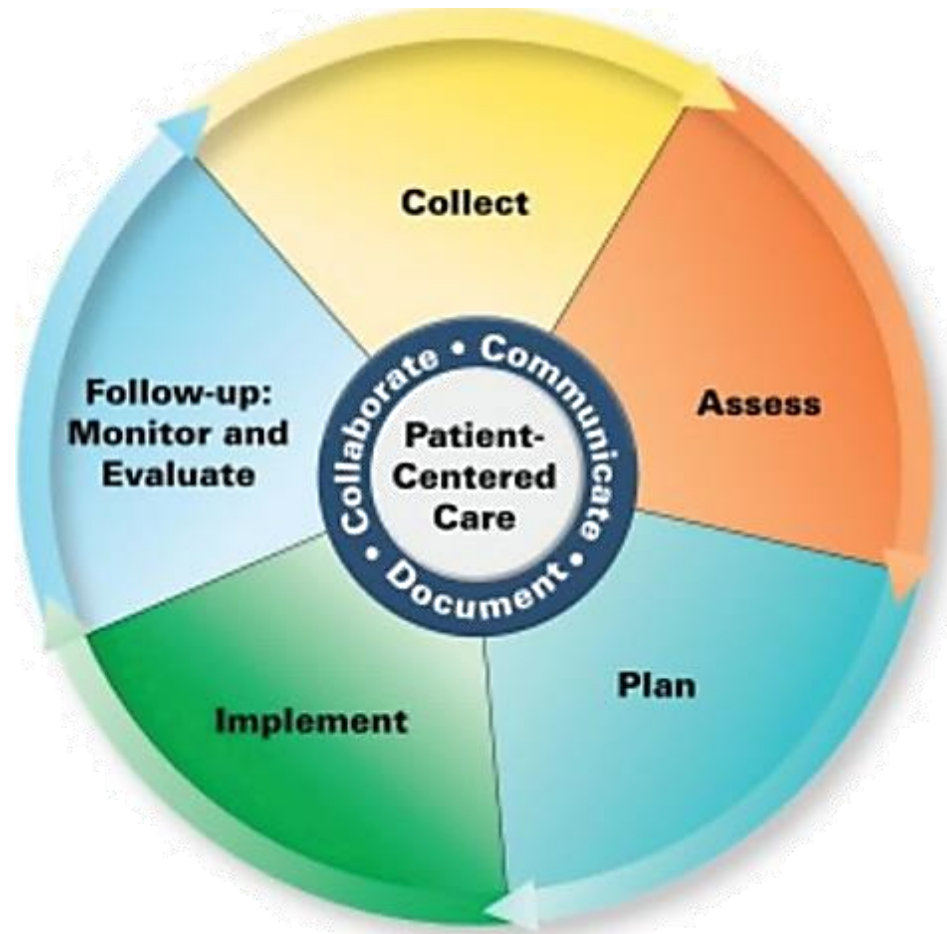 Collect
Assess
Plan
Implement
Follow-up:
Monitor and
Evaluate
Collaborate • Communicate • Document •
Patient-
Centered
Care